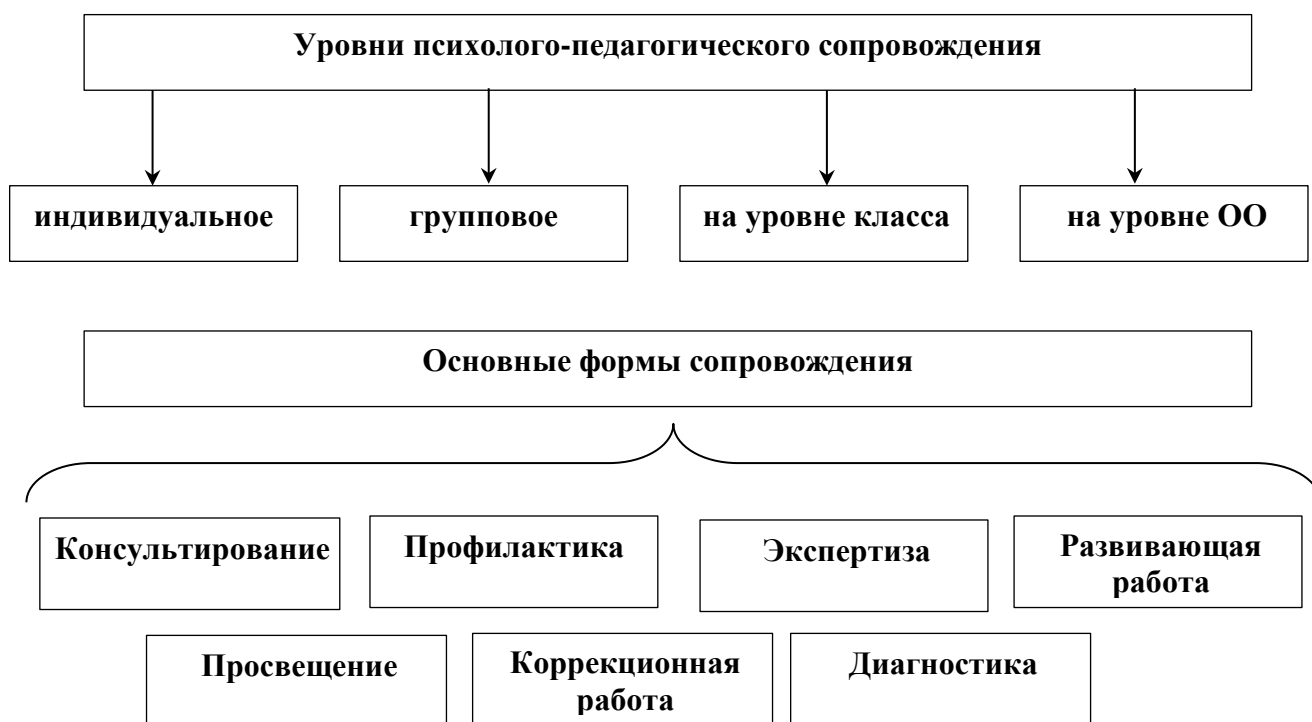 Уровни психолого-педагогического сопровождения
индивидуальное
групповое
на уровне класса
на уровне ОО
Основные формы сопровождения
Консультирование
Профилактика
Экспертиза
Развивающая
работа
Просвещение
Коррекционная
работа
Диагностика